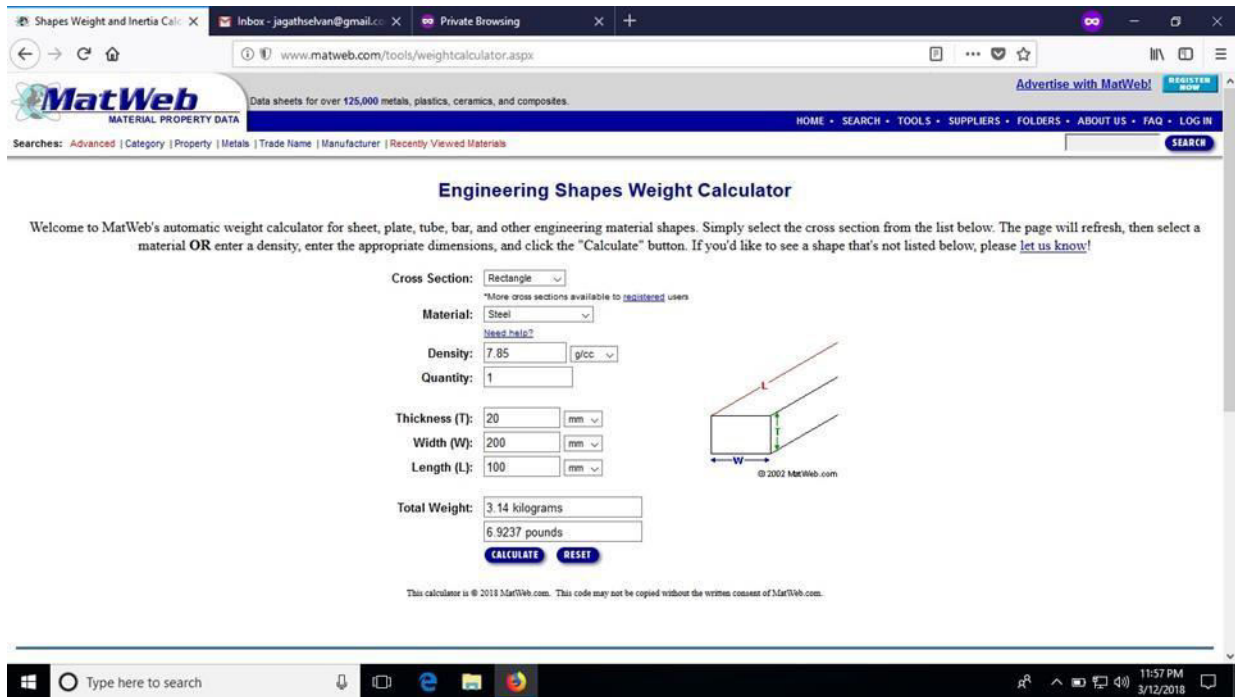 Shapes Weight and Inertia Calc
Inbox - jagathselvan@gmail.co
Private Browsing
www.matweb.com/tools/weightcalculator.aspx
Advertise with MatWeb!
REGISTER NOW
MatWeb
MATERIAL PROPERTY DATA
Data sheets for over 125,000 metals, plastics, ceramics, and composites.
HOME • SEARCH • TOOLS • SUPPLIERS • FOLDERS • ABOUT US • FAQ • LOG IN
Searches: Advanced | Category | Property | Metals | Trade Name | Manufacturer | Recently Viewed Materials
SEARCH
Engineering Shapes Weight Calculator
Welcome to MatWeb's automatic weight calculator for sheet, plate, tube, bar, and other engineering material shapes. Simply select the cross section from the list below. The page will refresh, then select a
material OR enter a density, enter the appropriate dimensions, and click the "Calculate" button. If you'd like to see a shape that's not listed below, please let us know!
Cross Section: Rectangle
*More cross sections available to registered users
Material: Steel
Need help?
Density: 7.85 g/cc
Quantity: 1
Thickness (T): 20 mm
Width (W): 200 mm
Length (L): 100 mm
L
T
W
© 2002 MatWeb.com
Total Weight: 3.14 kilograms
6.9237 pounds
CALCULATE RESET
This calculator is © 2018 MatWeb.com. This code may not be copied without the written consent of MatWeb.com.
Type here to search
11:57 PM
3/12/2018